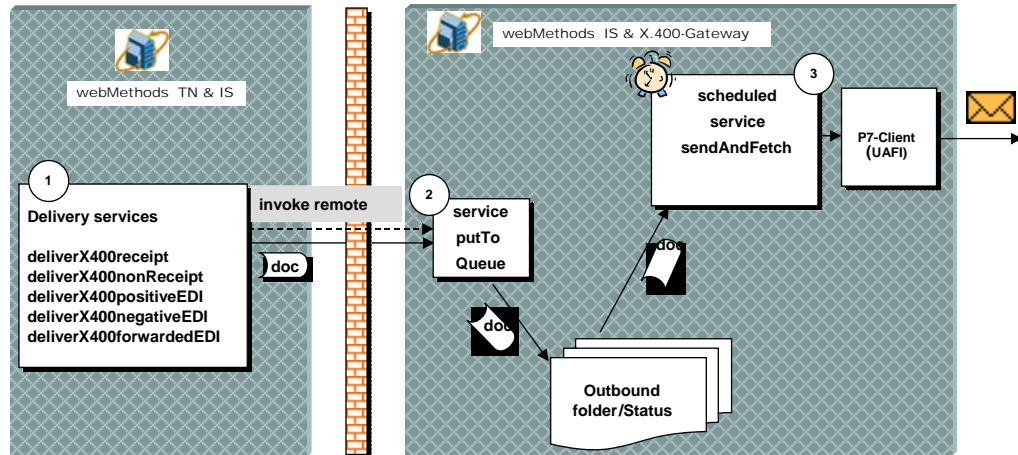 webMethods IS & X.400-Gateway
webMethods TN & IS
3
scheduled
service
sendAndFetch
P7-Client
(UAFI)
1
Delivery services
deliverX400receipt
deliverX400nonReceipt
deliverX400positiveEDI
deliverX400negativeEDI
deliverX400forwardedEDI
invoke remote
doc
2
service
putTo
Queue
doc
doc
Outbound
folder/Status